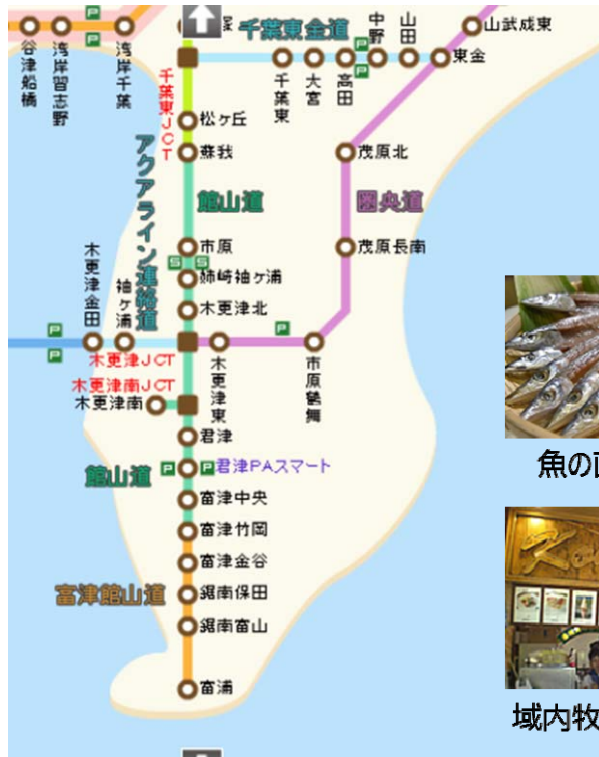 千葉東金道
中野
山田
山武成東
谷津船橋
湾岸習志野
湾岸千葉
千葉東JCT
千葉東
大宮
高田
東金
松ヶ丘
蘇我
茂原北
アクアライン連絡道
館山道
圏央道
市原
茂原長南
姉崎袖ヶ浦
木更津金田
袖ヶ浦
木更津北
木更津JCT
木更津東
市原鶴舞
木更津南JCT
木更津南
君津
館山道
君津PAスマート
富津中央
富津竹岡
富津金谷
富津館山道
鋸南保田
鋸南富山
富浦
魚の
域内牧